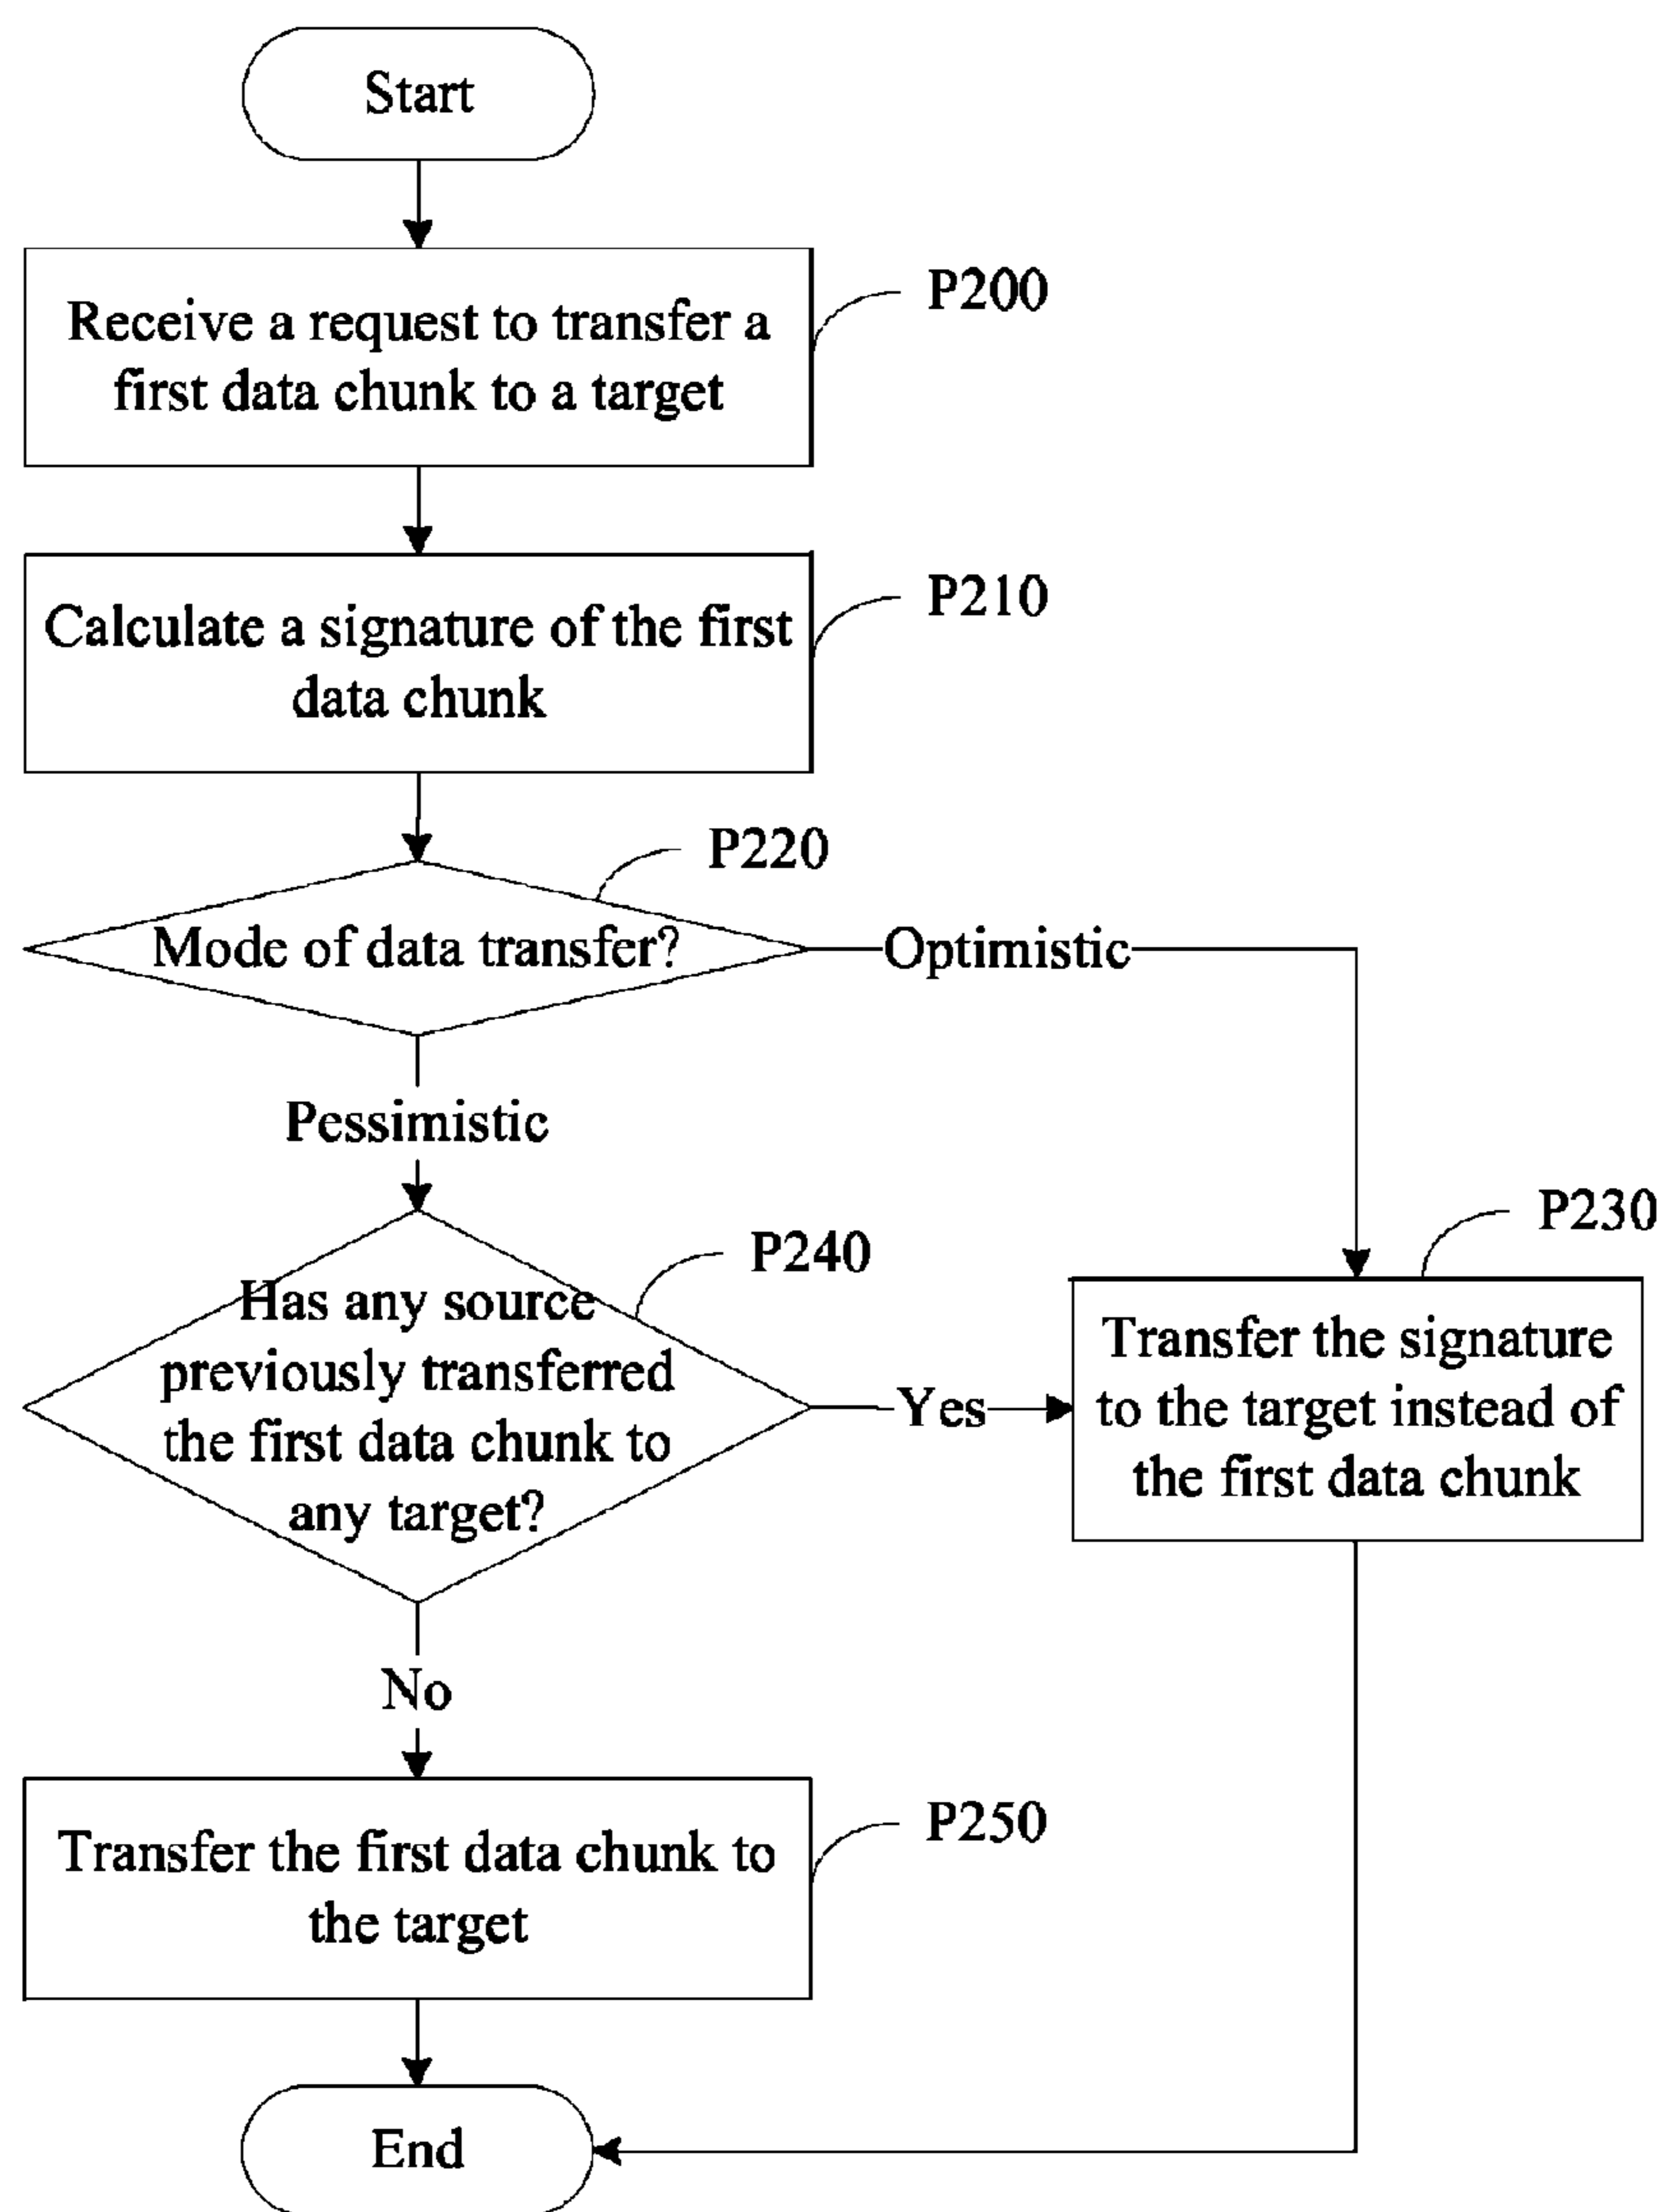 Start
Receive a request to transfer a
first data chunk to a target
P200
Calculate a signature of the first
data chunk
P210
P220
Mode of data transfer?
Optimistic
Pessimistic
P240
Has any source
previously transferred
the first data chunk to
any target?
Yes
P230
Transfer the signature
to the target instead of
the first data chunk
No
P250
Transfer the first data chunk to
the target
End